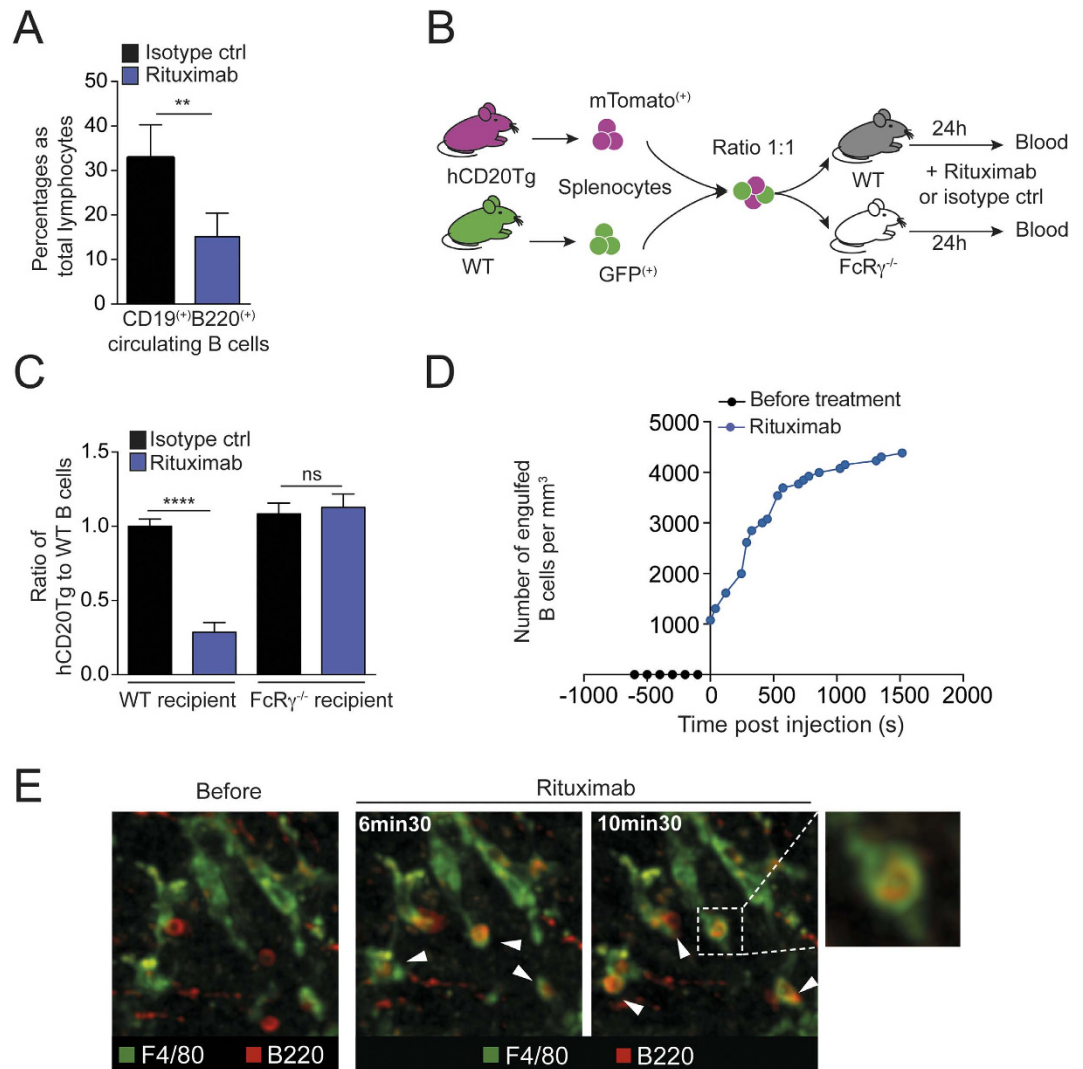 A
Isotype ctrl
Rituximab
Percentages as
total lymphocytes
50
40
30
20
10
0
**
CD19(+)B220(+)
circulating B cells
B
mTomato(+)
hCD20Tg
Splenocytes
WT
GFP(+)
Ratio 1:1
WT
FcRγ-/-
24h
+ Rituximab
or isotype ctrl
24h
Blood
Blood
C
Isotype ctrl
Rituximab
Ratio of
hCD20Tg to WT B cells
1.5
1.0
0.5
0.0
****
ns
WT recipient
FcRγ-/- recipient
D
Before treatment
Rituximab
Number of engulfed
B cells per mm3
5000
4000
3000
2000
1000
-1000 -500 0 500 1000 1500 2000
Time post injection (s)
E
Before
Rituximab
6min30
10min30
F4/80 B220
F4/80 B220